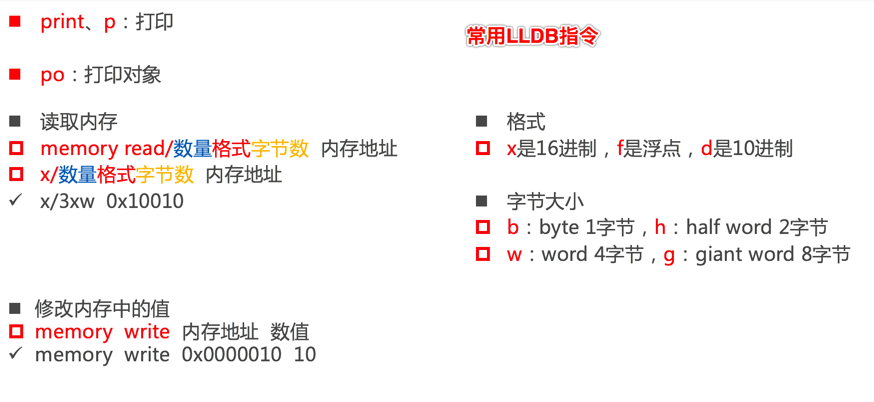 print、p：打印
常用LLDB指令
po：打印对象
读取内存
memory read/数量格式字节数 内存地址
x/数量格式字节数 内存地址
x/3xw 0x10010
格式
x是16进制，f是浮点，d是10进制
字节大小
b：byte 1字节，h：half word 2字节
w：word 4字节，g：giant word 8字节
修改内存中的值
memory write 内存地址 数值
memory write 0x0000010 10